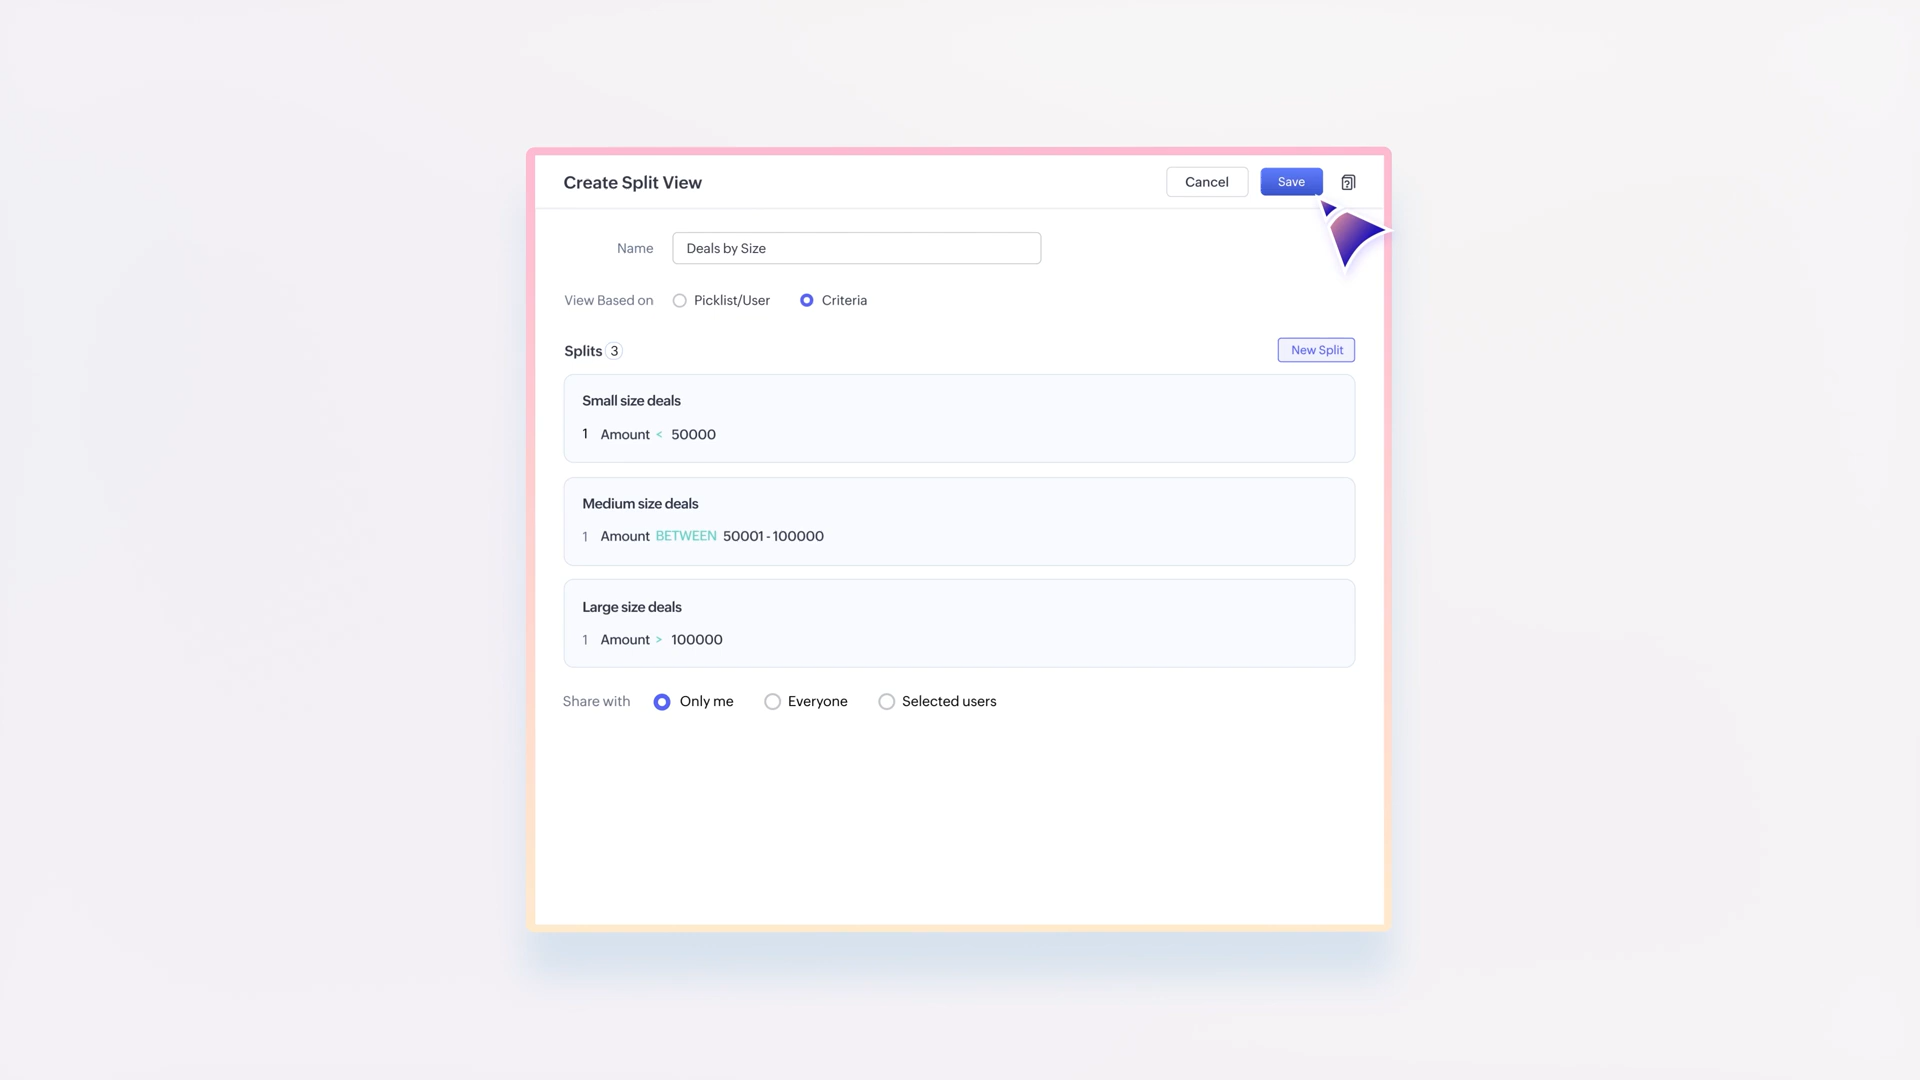 Create Split View
Cancel
Save
Name
Deals by Size
View Based on
Picklist/User
Criteria
Splits 3
New Split
Small size deals
1 Amount < 50000
Medium size deals
1 Amount BETWEEN 50001 - 100000
Large size deals
1 Amount > 100000
Share with
Only me
Everyone
Selected users